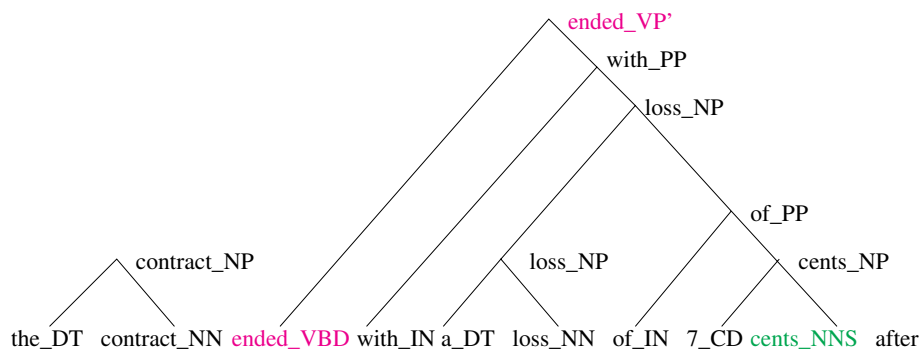 ended_VP’
with_PP
loss_NP
of_PP
contract_NP loss_NP cents_NP
the_DT contract_NN ended_VBD with_IN a_DT loss_NN of_IN 7_CD cents_NNS after